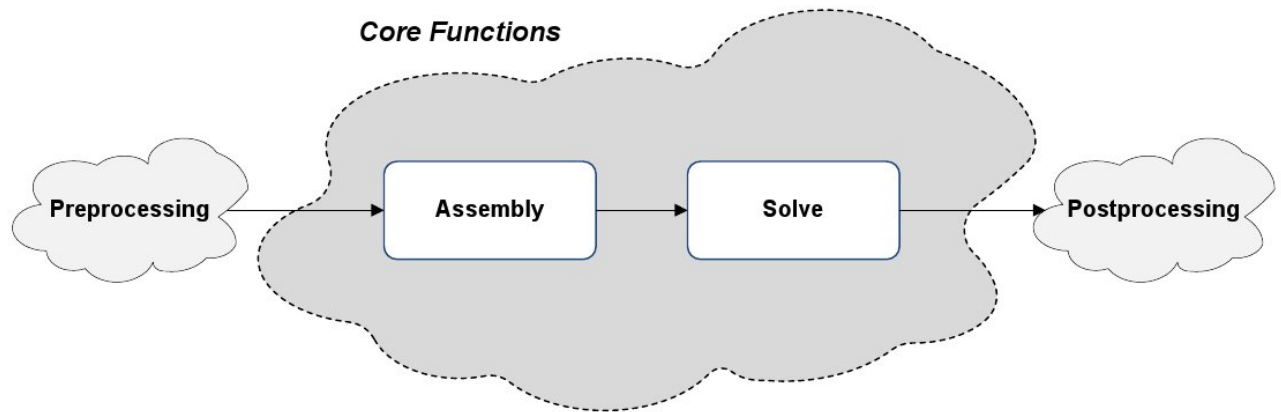 Core Functions
Preprocessing
Assembly
Solve
Postprocessing